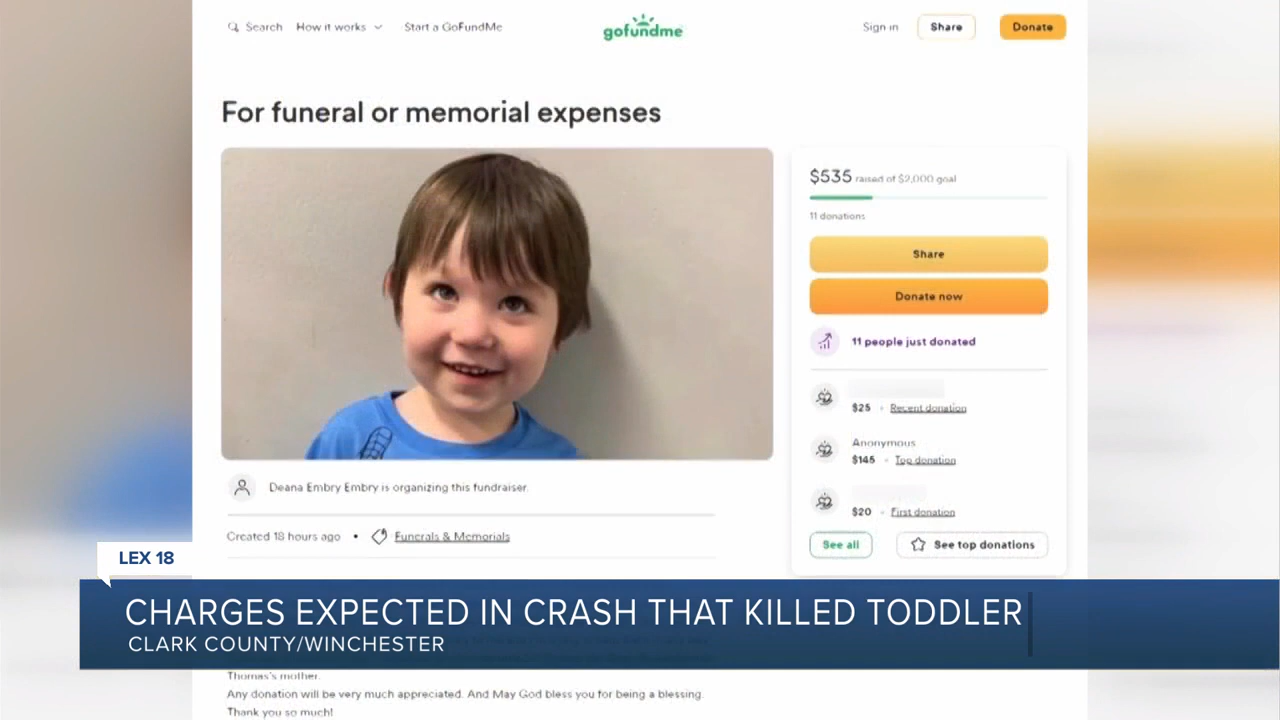 Search How it works Start a GoFundMe gofundme Sign in Share Donate
For funeral or memorial expenses
$535 raised of $2,000 goal
11 donations
Share
Donate now
11 people just donated
$25 • Recent donation
Anonymous
$145 • Top donation
$20 • First donation
See all See top donations
Deana Embry Embry is organizing this fundraiser.
Created 18 hours ago • Funerals & Memorials
LEX 18
CHARGES EXPECTED IN CRASH THAT KILLED TODDLER
CLARK COUNTY/WINCHESTER
Thomas's mother.
Any donation will be very much appreciated. And May God bless you for being a blessing.
Thank you so much!